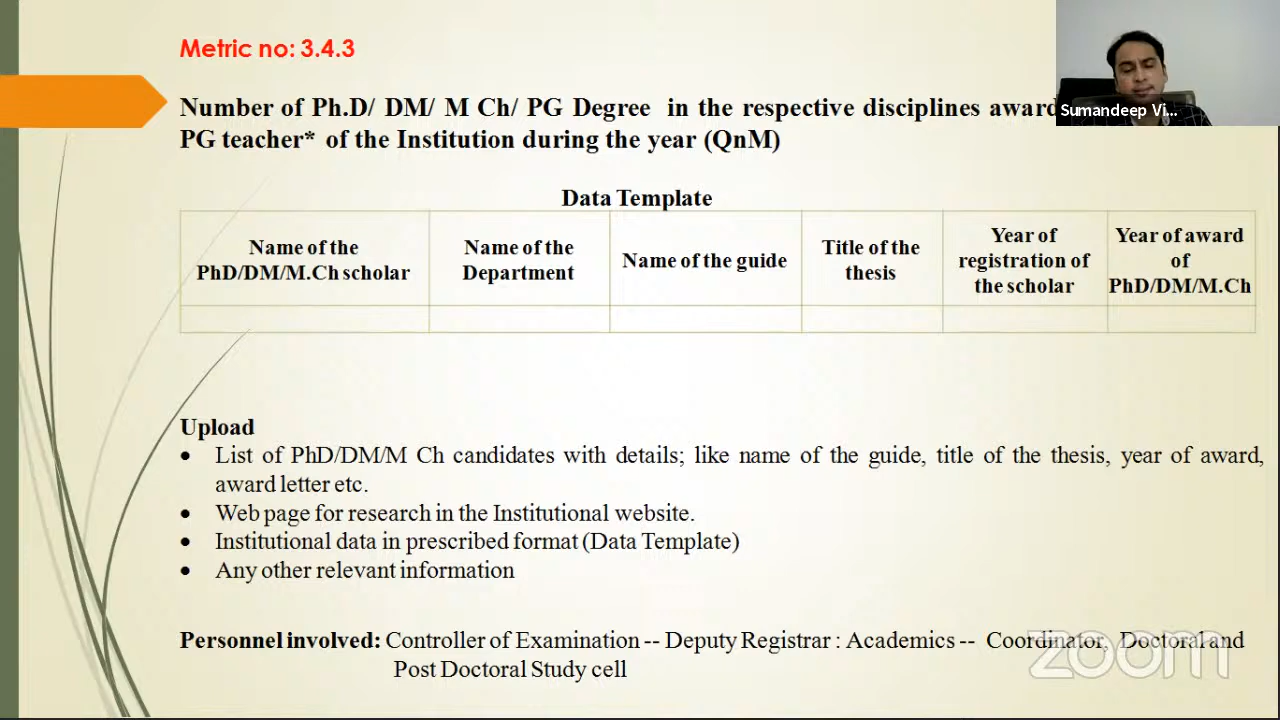 Metric no: 3.4.3
Sumandeep Vi...
Number of Ph.D/ DM/ M Ch/ PG Degree in the respective disciplines
PG teacher* of the Institution during the year (QnM)
Data Template
Name of the PhD/DM/M.Ch scholar
Name of the Department
Name of the guide
Title of the thesis
Year of registration of the scholar
Year of award of PhD/DM/M.Ch
Upload
• List of PhD/DM/M Ch candidates with details; like name of the guide, title of the thesis, year of award,
award letter etc.
• Web page for research in the Institutional website.
• Institutional data in prescribed format (Data Template)
• Any other relevant information
Personnel involved: Controller of Examination -- Deputy Registrar : Academics -- Coordinator, Doctoral and
Post Doctoral Study cell
zoom